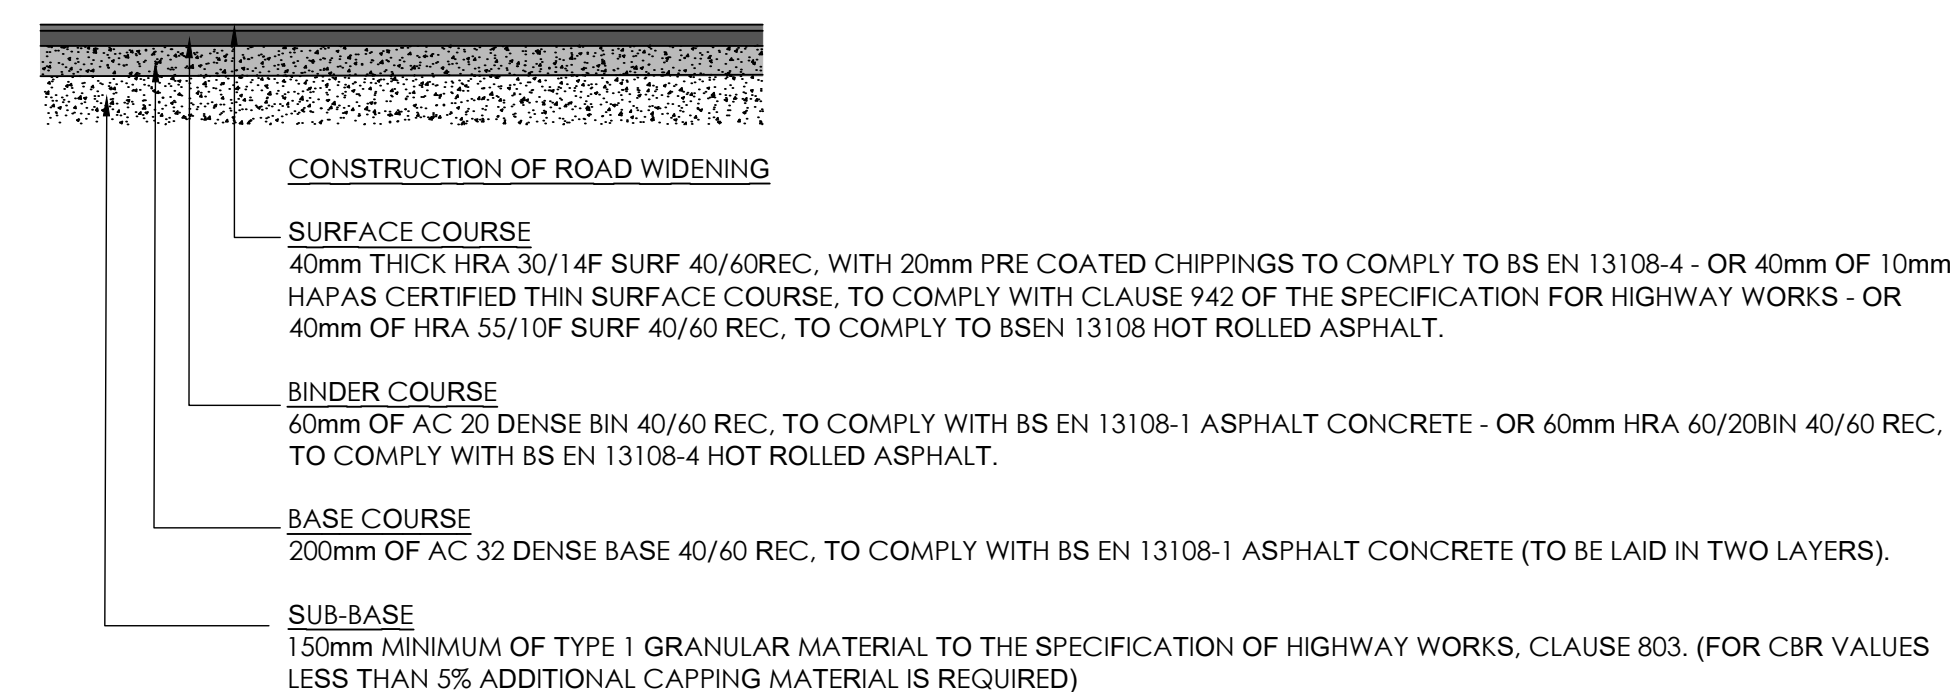 CONSTRUCTION OF ROAD WIDENING
SURFACE COURSE
40mm THICK HRA 30/14F SURF 40/60REC, WITH 20mm PRE COATED CHIPPINGS TO COMPLY TO BS EN 13108-4 - OR 40mm OF 10mm
HAPAS CERTIFIED THIN SURFACE COURSE, TO COMPLY WITH CLAUSE 942 OF THE SPECIFICATION FOR HIGHWAY WORKS - OR
40mm OF HRA 55/10F SURF 40/60 REC, TO COMPLY TO BSEN 13108 HOT ROLLED ASPHALT.
BINDER COURSE
60mm OF AC 20 DENSE BIN 40/60 REC, TO COMPLY WITH BS EN 13108-1 ASPHALT CONCRETE - OR 60mm HRA 60/20BIN 40/60 REC,
TO COMPLY WITH BS EN 13108-4 HOT ROLLED ASPHALT.
BASE COURSE
200mm OF AC 32 DENSE BASE 40/60 REC, TO COMPLY WITH BS EN 13108-1 ASPHALT CONCRETE (TO BE LAID IN TWO LAYERS).
SUB-BASE
150mm MINIMUM OF TYPE 1 GRANULAR MATERIAL TO THE SPECIFICATION OF HIGHWAY WORKS, CLAUSE 803. (FOR CBR VALUES
LESS THAN 5% ADDITIONAL CAPPING MATERIAL IS REQUIRED)